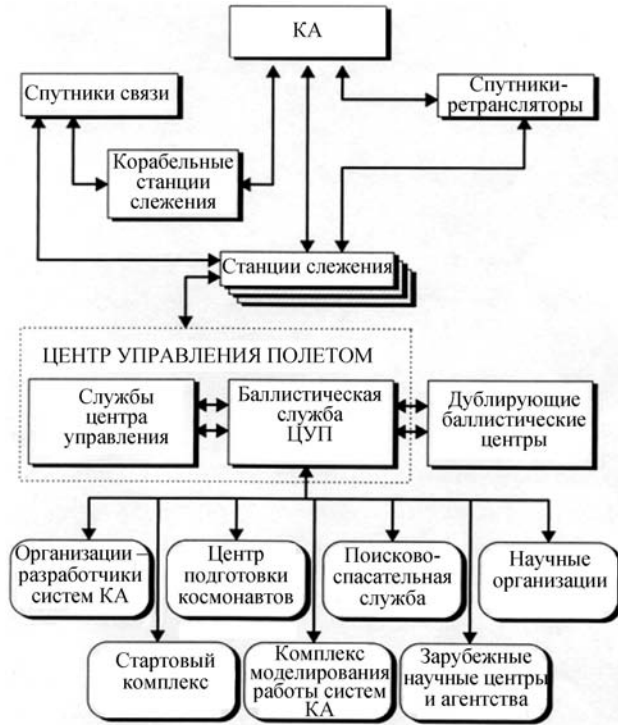 КА
Спутники связи
Спутники-
ретрансляторы
Корабельные
станции
слежения
Станции слежения
ЦЕНТР УПРАВЛЕНИЯ ПОЛЕТОМ
Службы
центра
управления
Баллистическая
служба
ЦУП
Дублирующие
баллистические
центры
Организации –
разработчики
систем КА
Центр
подготовки
космонавтов
Поисково-
спасательная
служба
Научные
организации
Стартовый
комплекс
Комплекс
моделирования
работы систем
КА
Зарубежные
научные центры
и агентства